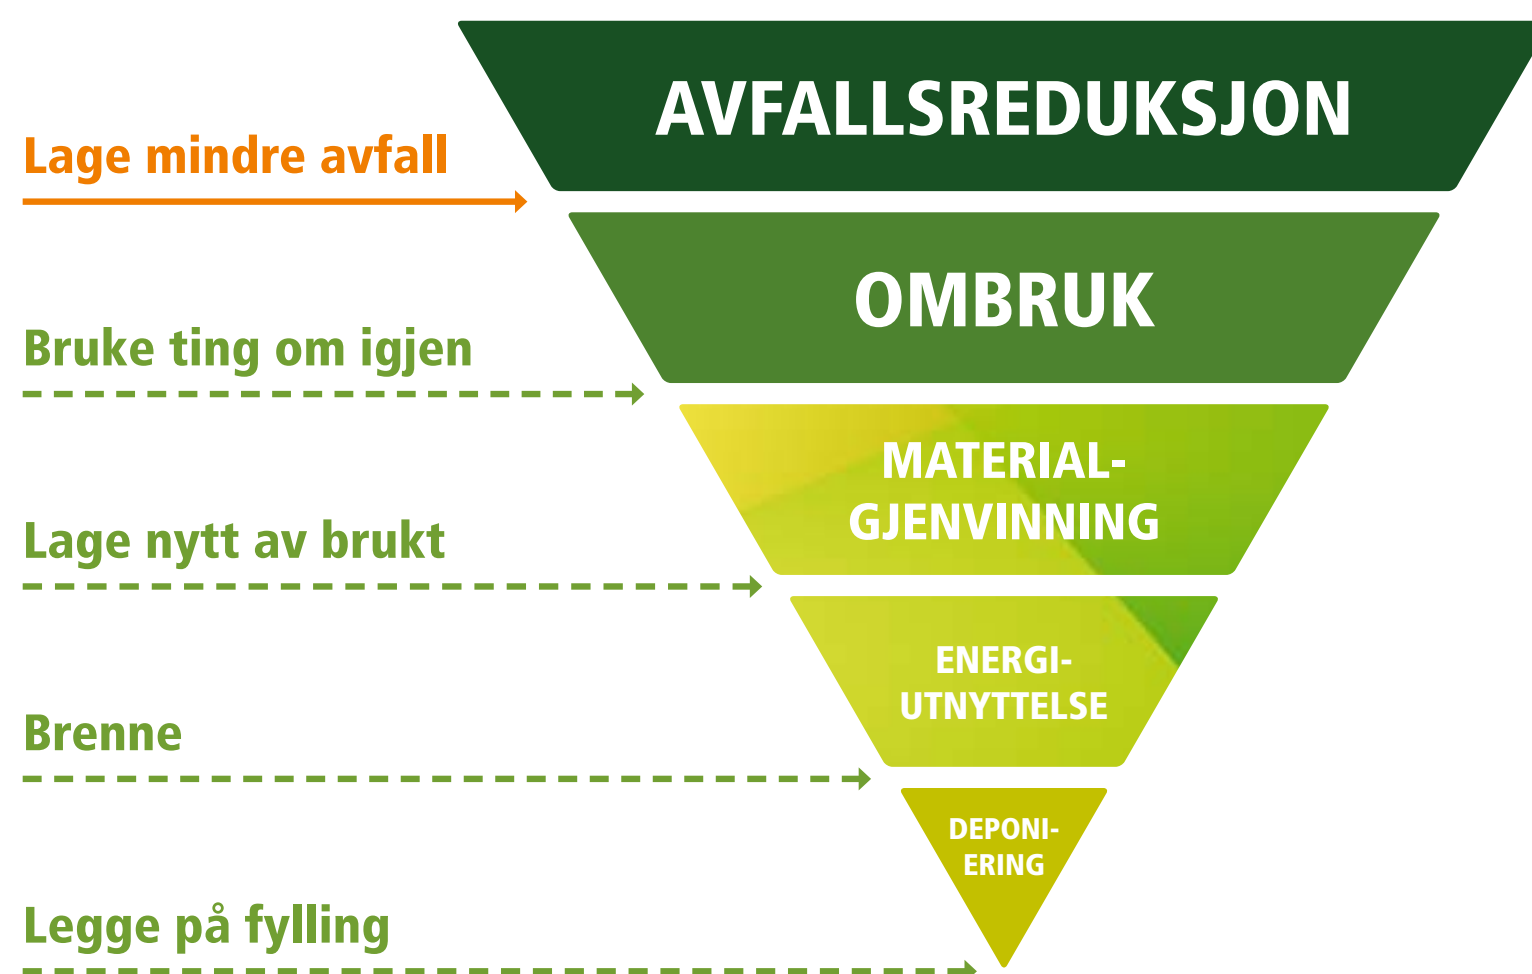 AVFALLSREDUKSJON
Lage mindre avfall
OMBRUK
Bruke ting om igjen
MATERIAL-
GJENVINNING
Lage nytt av brukt
ENERGI-
UTNYTTELSE
Brenne
DEPONI-
ERING
Legge på fylling